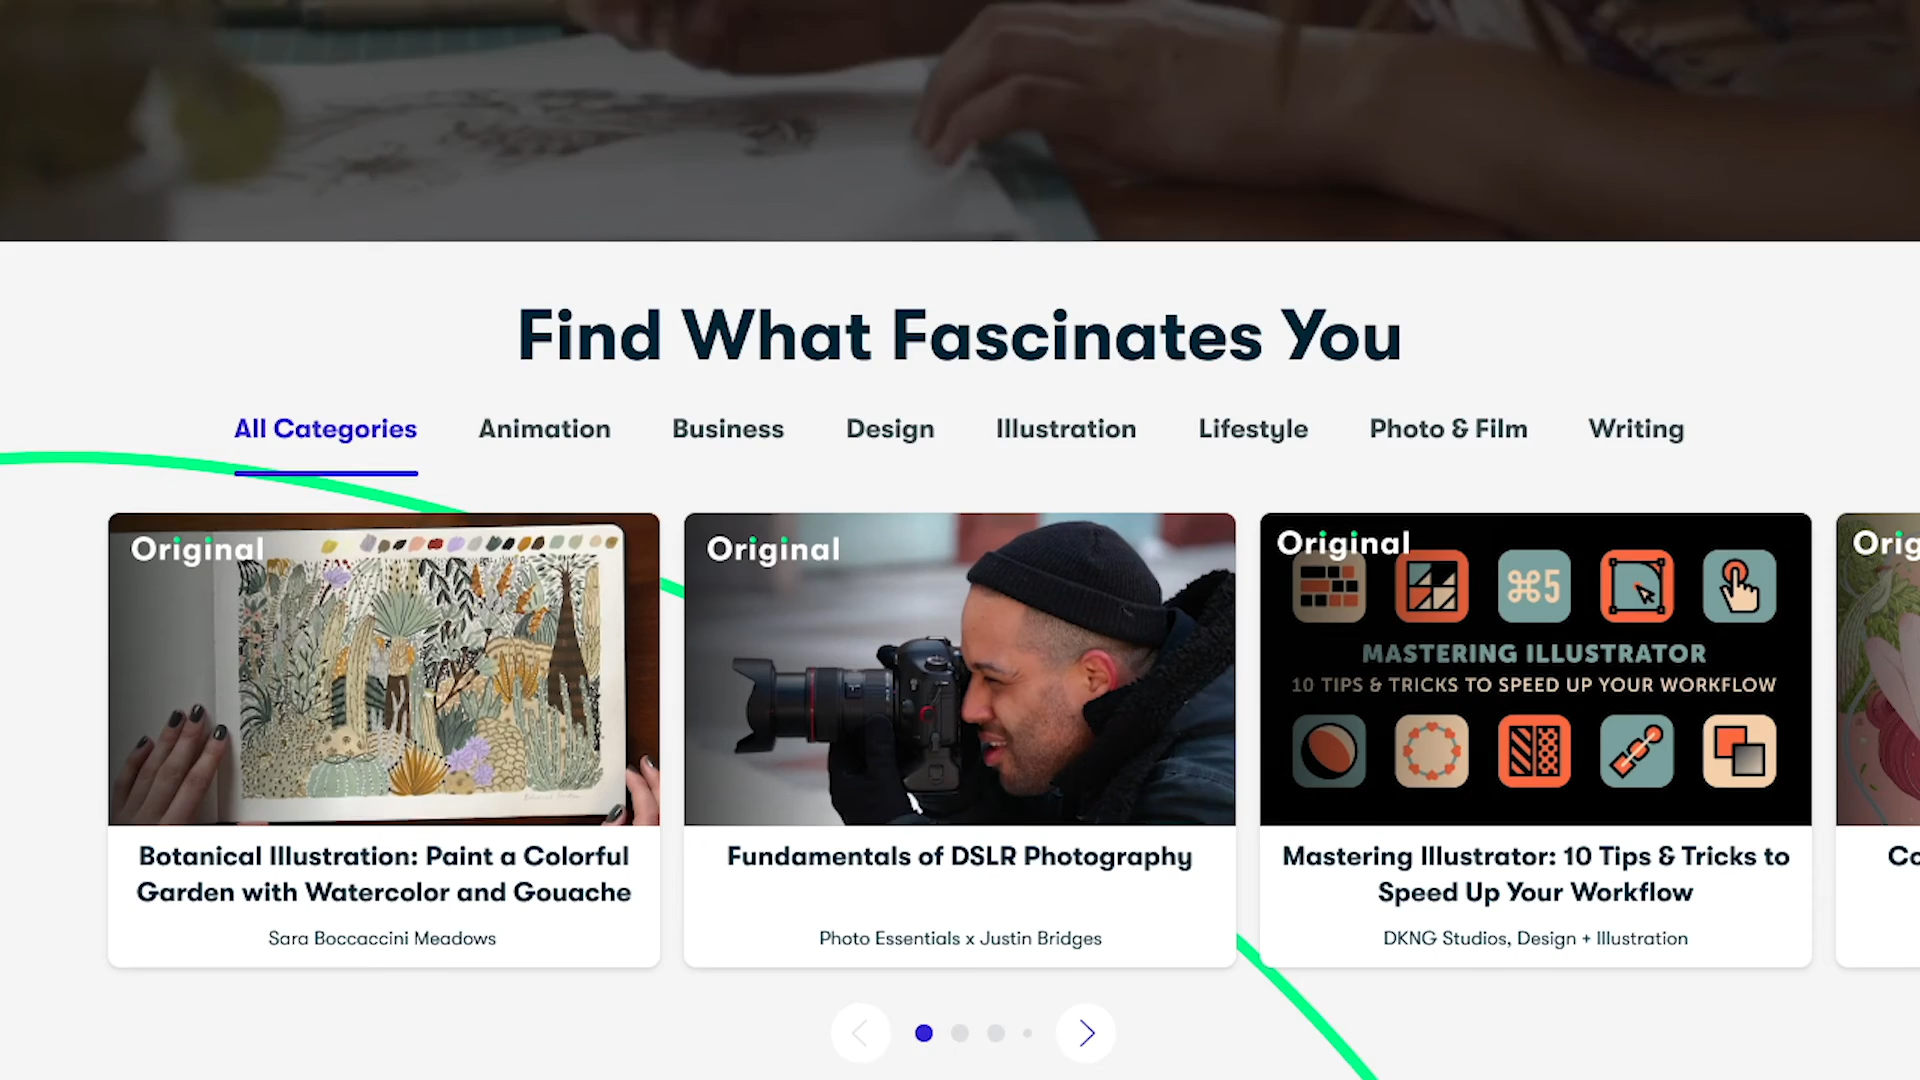 Find What Fascinates You
All Categories Animation Business Design Illustration Lifestyle Photo & Film Writing
Original
Original
Original
⌘5
MASTERING ILLUSTRATOR
10 TIPS & TRICKS TO SPEED UP YOUR WORKFLOW
Orig
Botanical Illustration: Paint a Colorful
Garden with Watercolor and Gouache
Sara Boccaccini Meadows
Fundamentals of DSLR Photography
Photo Essentials x Justin Bridges
Mastering Illustrator: 10 Tips & Tricks to
Speed Up Your Workflow
DKNG Studios, Design + Illustration
Co